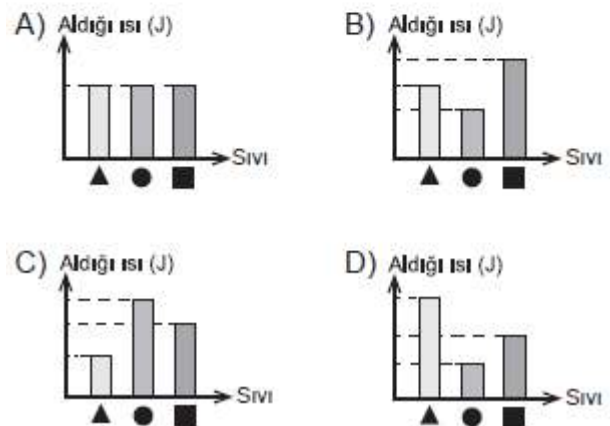 A) Aldığı ısı (J)
Sıvı
B) Aldığı ısı (J)
Sıvı
C) Aldığı ısı (J)
Sıvı
D) Aldığı ısı (J)
Sıvı